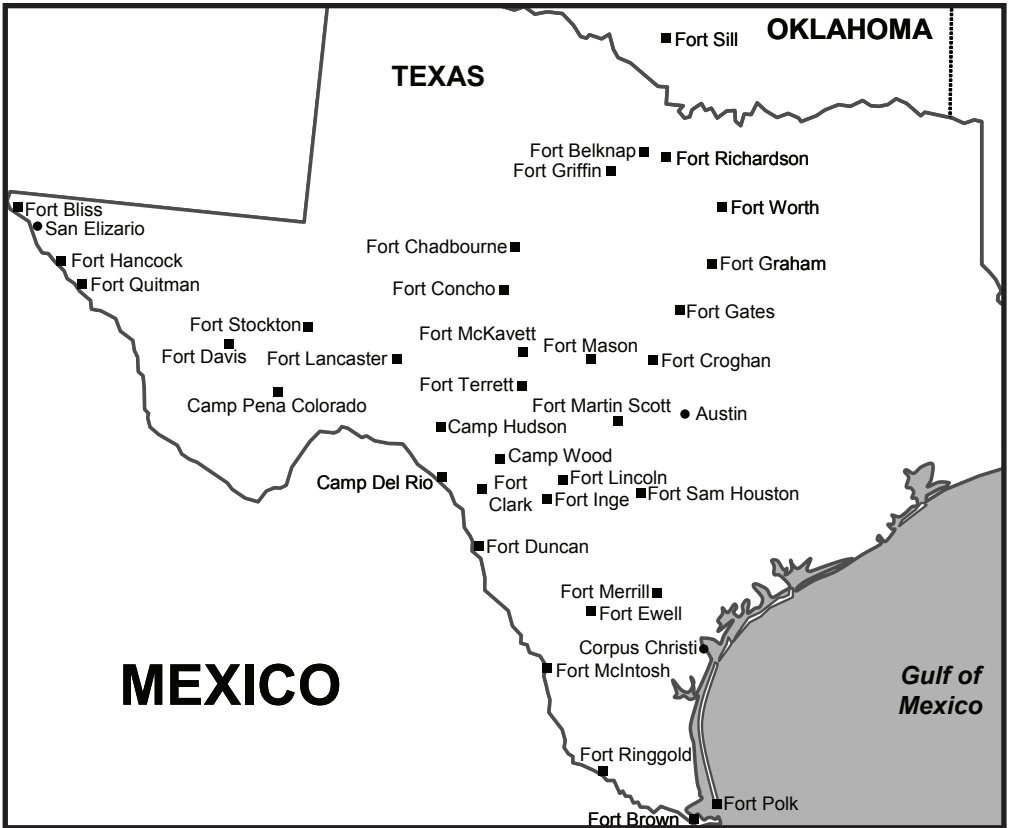 OKLAHOMA
Fort Sill
TEXAS
Fort Belknap
Fort Richardson
Fort Griffin
Fort Bliss
Fort Worth
San Elizario
Fort Chadbourne
Fort Hancock
Fort Graham
Fort Quitman
Fort Concho
Fort Gates
Fort Stockton
Fort McKavett
Fort Mason
Fort Davis
Fort Lancaster
Fort Croghan
Fort Terrett
Camp Pena Colorado
Fort Martin Scott
Austin
Camp Hudson
Camp Wood
Camp Del Rio
Fort
Clark
Fort Lincoln
Fort Inge
Fort Sam Houston
Fort Duncan
Fort Merrill
Fort Ewell
Corpus Christi
Fort McIntosh
MEXICO
Gulf of
Mexico
Fort Ringgold
Fort Polk
Fort Brown